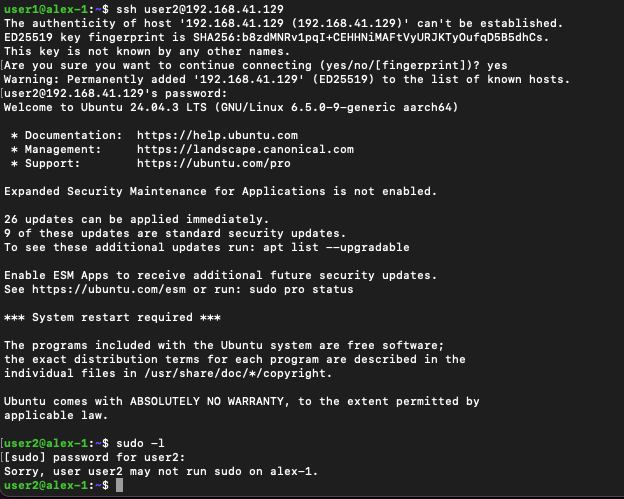 user1@alex-1:~$ ssh user2@192.168.41.129
The authenticity of host '192.168.41.129 (192.168.41.129)' can't be established.
ED25519 key fingerprint is SHA256:b8zdMNRv1pqI+CEHHNiMAFtVyURJKTyOufqD5B5dhCs.
This key is not known by any other names.
[Are you sure you want to continue connecting (yes/no/[fingerprint])? yes
Warning: Permanently added '192.168.41.129' (ED25519) to the list of known hosts.
[user2@192.168.41.129's password:
Welcome to Ubuntu 24.04.3 LTS (GNU/Linux 6.5.0-9-generic aarch64)
* Documentation: https://help.ubuntu.com
* Management: https://landscape.canonical.com
* Support: https://ubuntu.com/pro
Expanded Security Maintenance for Applications is not enabled.
26 updates can be applied immediately.
9 of these updates are standard security updates.
To see these additional updates run: apt list --upgradable
Enable ESM Apps to receive additional future security updates.
See https://ubuntu.com/esm or run: sudo pro status
*** System restart required ***
The programs included with the Ubuntu system are free software;
the exact distribution terms for each program are described in the
individual files in /usr/share/doc/*/copyright.
Ubuntu comes with ABSOLUTELY NO WARRANTY, to the extent permitted by
applicable law.
[user2@alex-1:~$ sudo -l
[[sudo] password for user2:
Sorry, user user2 may not run sudo on alex-1.
user2@alex-1:~$